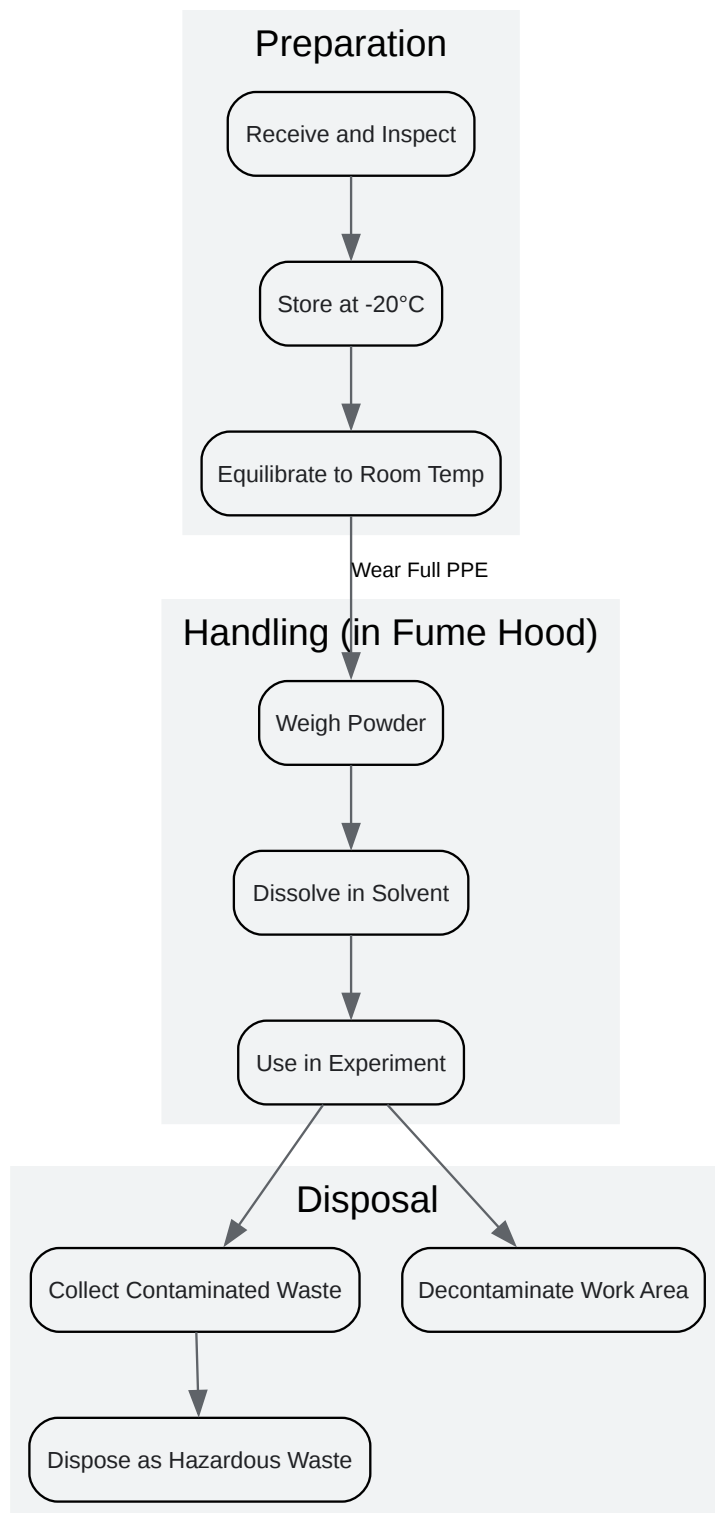 Preparation
Receive and Inspect
Store at -20°C
Equilibrate to Room Temp
Wear Full PPE
Handling (in Fume Hood)
Weigh Powder
Dissolve in Solvent
Use in Experiment
Disposal
Collect Contaminated Waste
Decontaminate Work Area
Dispose as Hazardous Waste